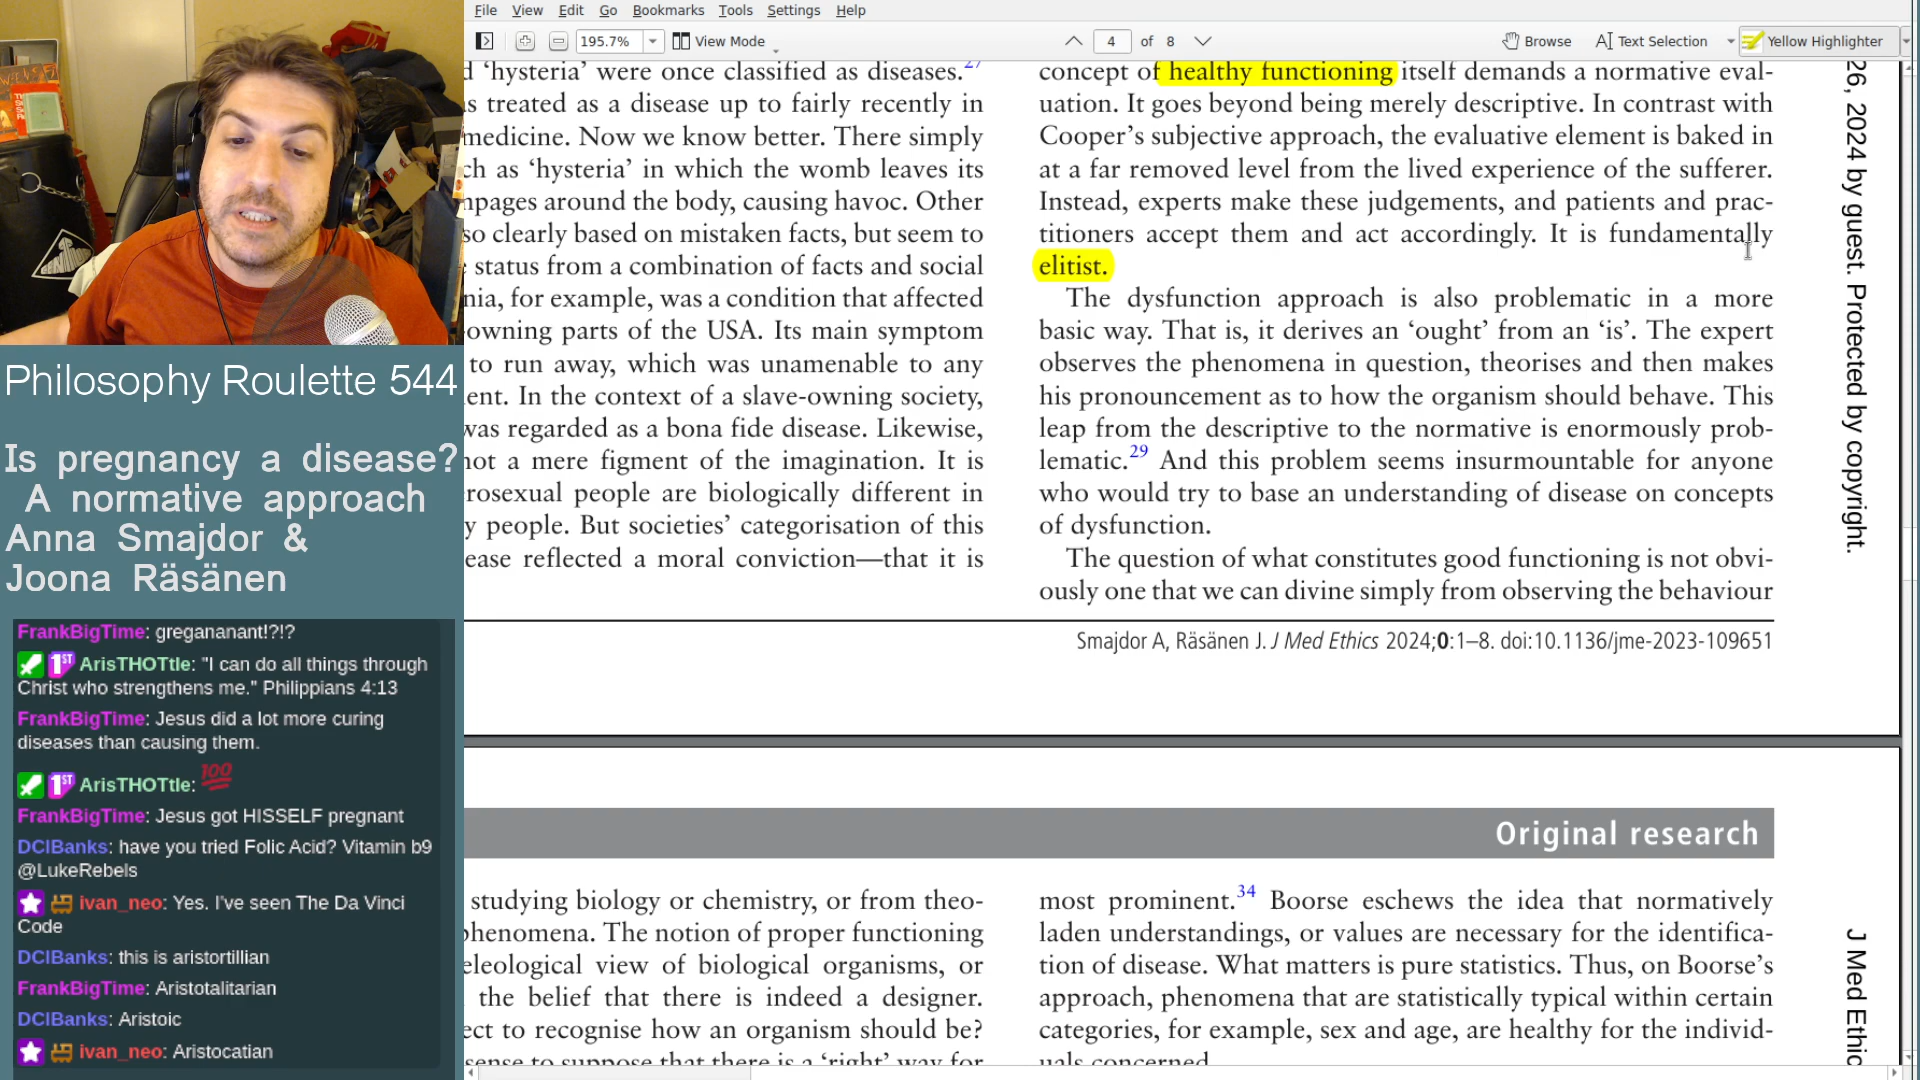 File View Edit Go Bookmarks Tools Settings Help
195.7% View Mode 4 of 8 Browse Text Selection Yellow Highlighter
Philosophy Roulette 544
Is pregnancy a disease?
A normative approach
Anna Smajdor &
Joona Räsänen
FrankBigTime: gregananant!?!?
1ST ArisTHOTtle: "I can do all things through
Christ who strengthens me." Philippians 4:13
FrankBigTime: Jesus did a lot more curing
diseases than causing them.
1ST ArisTHOTtle: 100
FrankBigTime: Jesus got HISSELF pregnant
DCIBanks: have you tried Folic Acid? Vitamin b9
@LukeRebels
ivan_neo: Yes. I've seen The Da Vinci
Code
DCIBanks: this is aristortillian
FrankBigTime: Aristotalitarian
DCIBanks: Aristoic
ivan_neo: Aristocatian
‘hysteria’ were once classified as diseases.27
treated as a disease up to fairly recently in
medicine. Now we know better. There simply
as ‘hysteria’ in which the womb leaves its
around the body, causing havoc. Other
so clearly based on mistaken facts, but seem to
status from a combination of facts and social
for example, was a condition that affected
owning parts of the USA. Its main symptom
to run away, which was unamenable to any
In the context of a slave-owning society,
was regarded as a bona fide disease. Likewise,
not a mere figment of the imagination. It is
people are biologically different in
people. But societies’ categorisation of this
reflected a moral conviction—that it is
concept of healthy functioning itself demands a normative eval-
uation. It goes beyond being merely descriptive. In contrast with
Cooper’s subjective approach, the evaluative element is baked in
at a far removed level from the lived experience of the sufferer.
Instead, experts make these judgements, and patients and prac-
titioners accept them and act accordingly. It is fundamentally
elitist.
The dysfunction approach is also problematic in a more
basic way. That is, it derives an ‘ought’ from an ‘is’. The expert
observes the phenomena in question, theorises and then makes
his pronouncement as to how the organism should behave. This
leap from the descriptive to the normative is enormously prob-
lematic.29 And this problem seems insurmountable for anyone
who would try to base an understanding of disease on concepts
of dysfunction.
The question of what constitutes good functioning is not obvi-
ously one that we can divine simply from observing the behaviour
Smajdor A, Räsänen J. J Med Ethics 2024;0:1–8. doi:10.1136/jme-2023-109651
26, 2024 by guest. Protected by copyright.
Original research
studying biology or chemistry, or from theo-
phenomena. The notion of proper functioning
teleological view of biological organisms, or
the belief that there is indeed a designer.
to recognise how an organism should be?
sense to suppose that there is a ‘right’ way for
most prominent.34 Boorse eschews the idea that normatively
laden understandings, or values are necessary for the identifica-
tion of disease. What matters is pure statistics. Thus, on Boorse’s
approach, phenomena that are statistically typical within certain
categories, for example, sex and age, are healthy for the individ-
uals concerned.
J Med Ethic